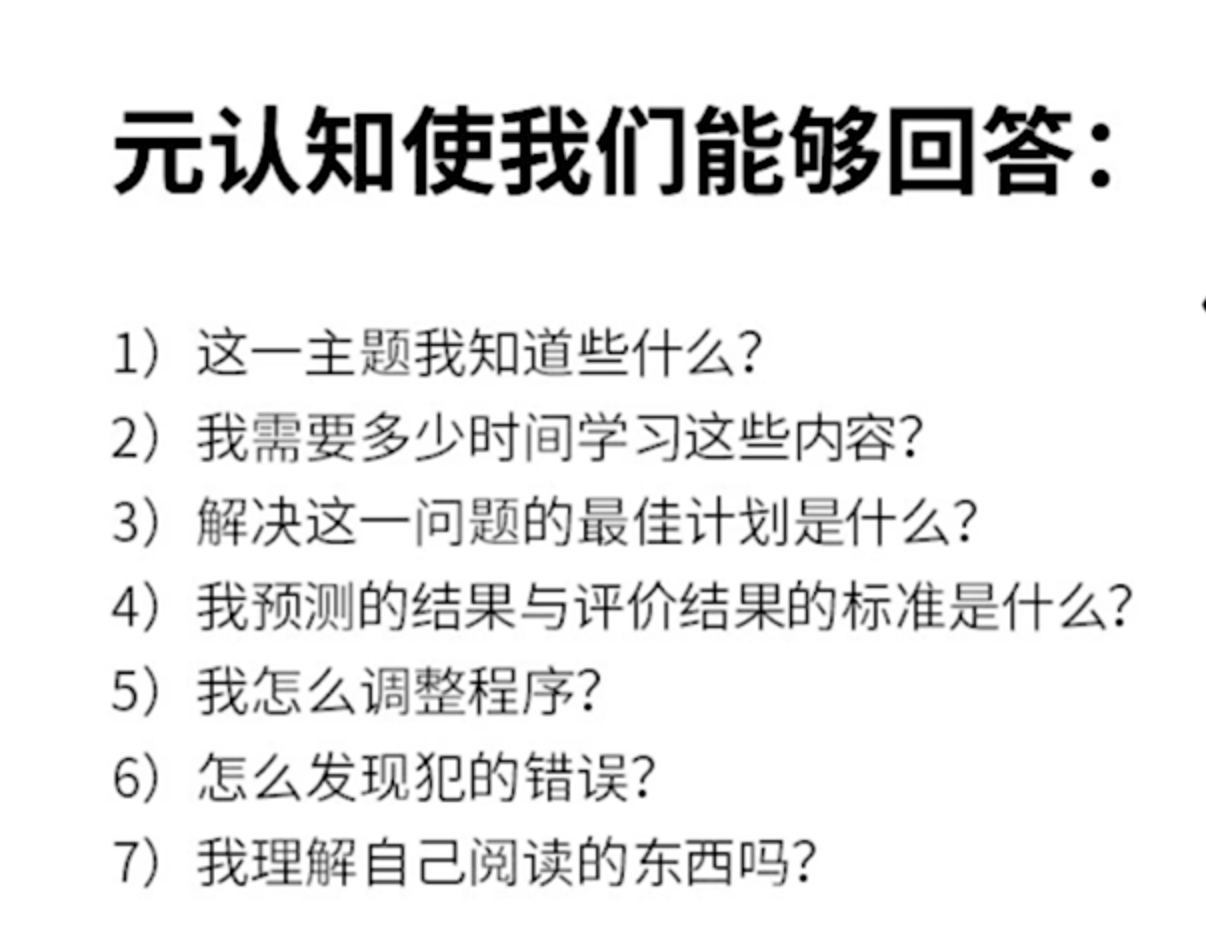 元认知使我们能够回答：
1）这一主题我知道些什么？
2）我需要多少时间学习这些内容？
3）解决这一问题的最佳计划是什么？
4）我预测的结果与评价结果的标准是什么？
5）我怎么调整程序？
6）怎么发现犯的错误？
7）我理解自己阅读的东西吗？